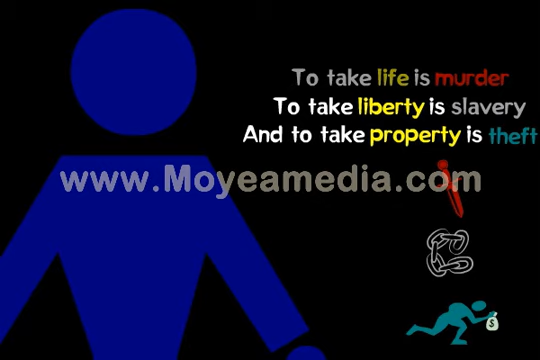 To take life is murder
To take liberty is slavery
And to take property is theft
www.Moyeamedia.com
$